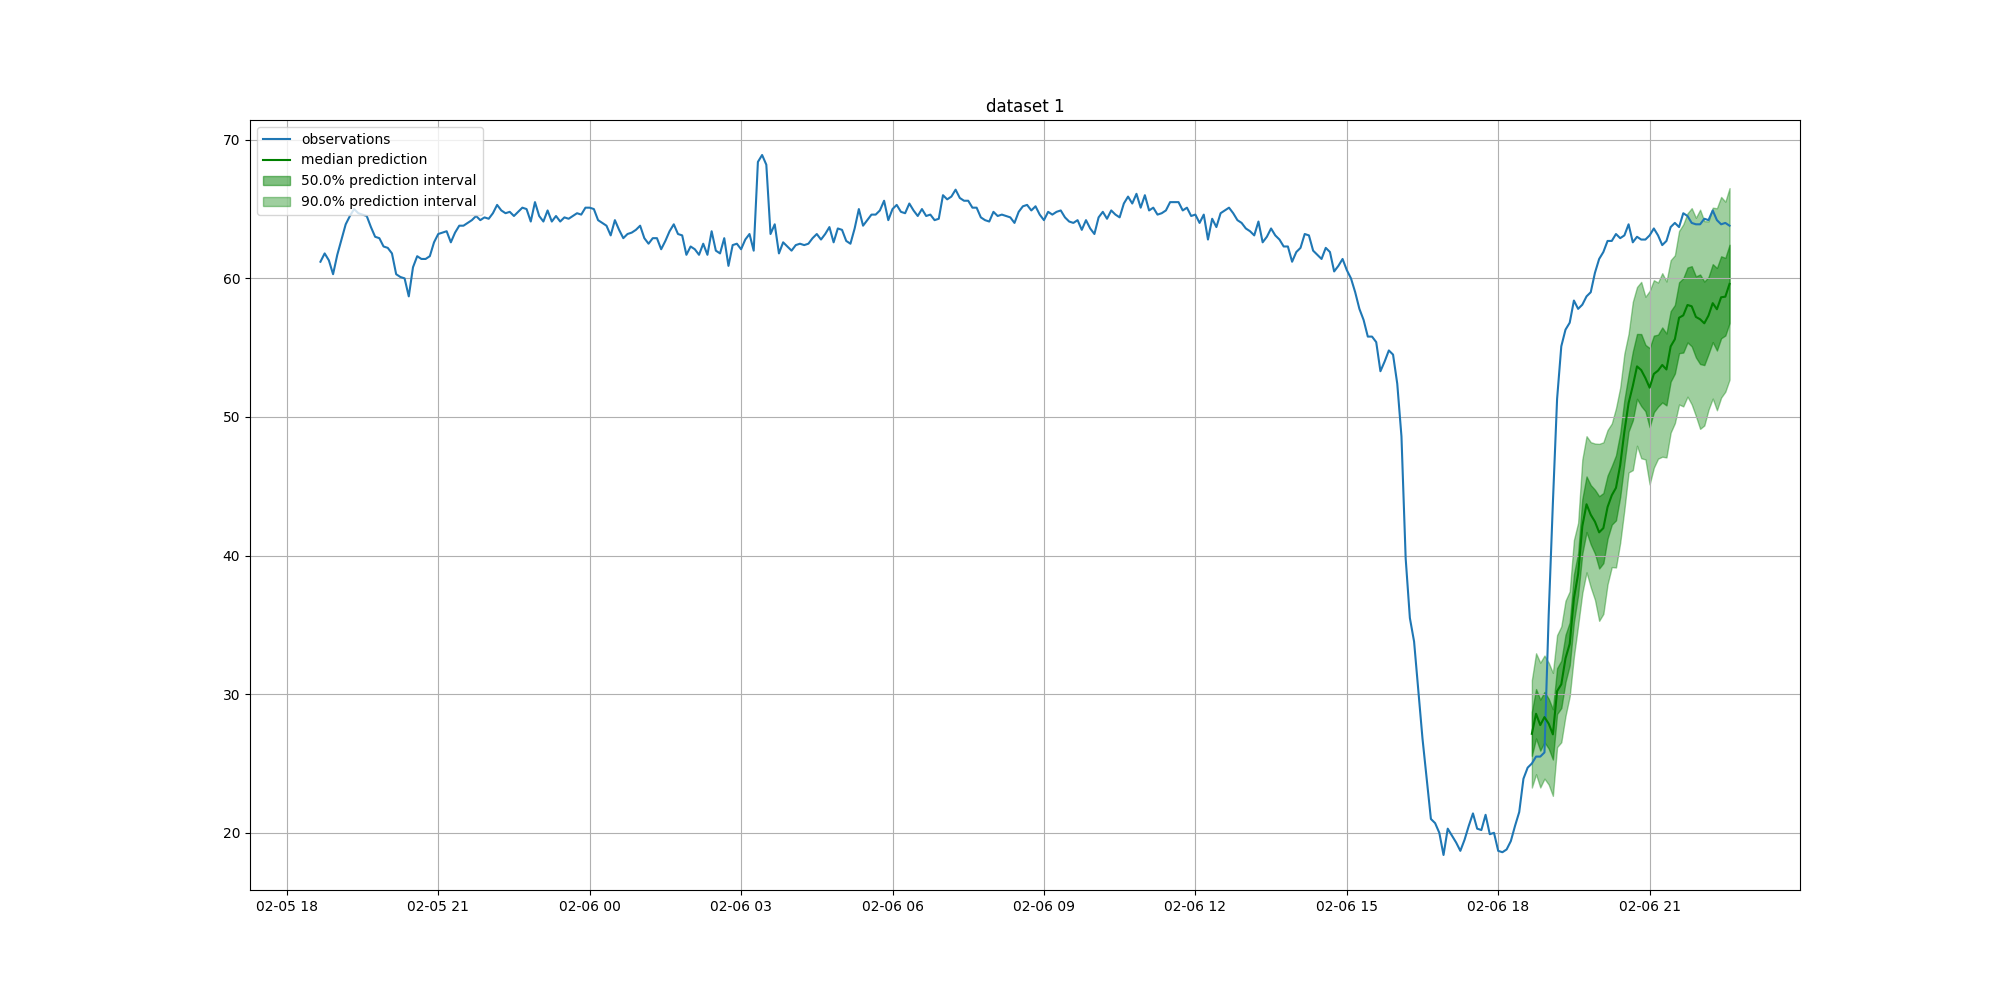 dataset 1
observations
median prediction
50.0% prediction interval
90.0% prediction interval
70
60
50
40
30
20
02-05 18 02-05 21 02-06 00 02-06 03 02-06 06 02-06 09 02-06 12 02-06 15 02-06 18 02-06 21